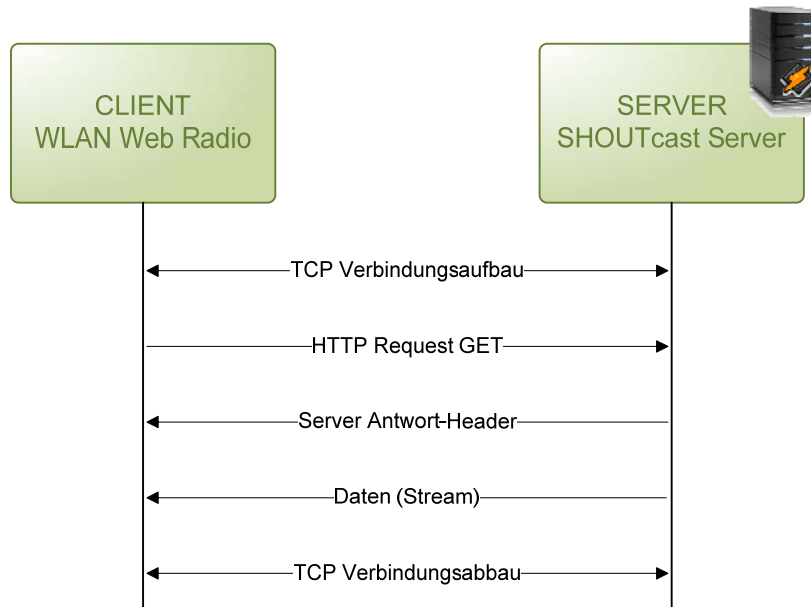 CLIENT
WLAN Web Radio
SERVER
SHOUTcast Server
TCP Verbindungsaufbau
HTTP Request GET
Server Antwort-Header
Daten (Stream)
TCP Verbindungsabbau